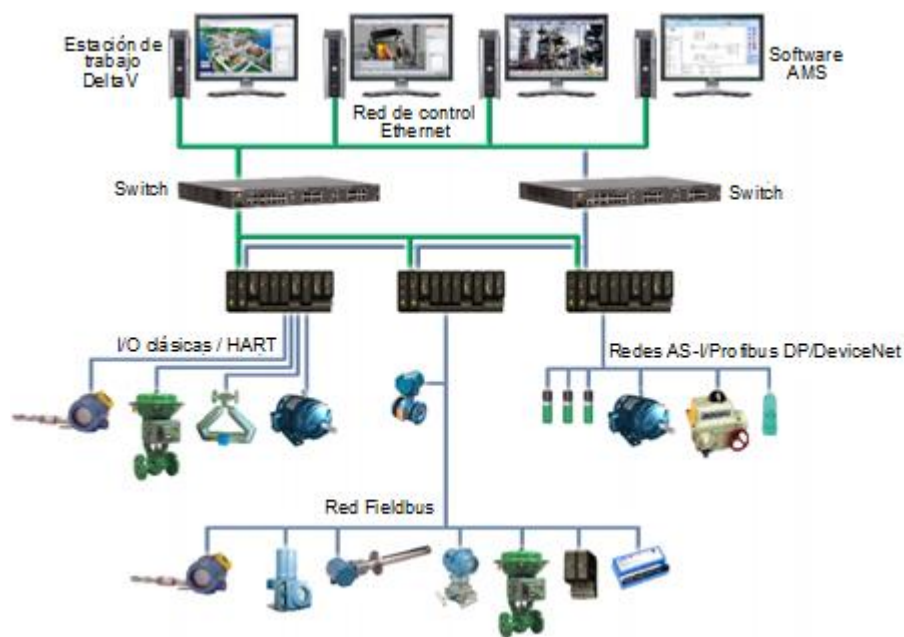 Estación de
trabajo
DeltaV
Software
AMS
Red de control
Ethernet
Switch
Switch
I/O clásicas / HART
Redes AS-I/Profibus DP/DeviceNet
Red Fieldbus